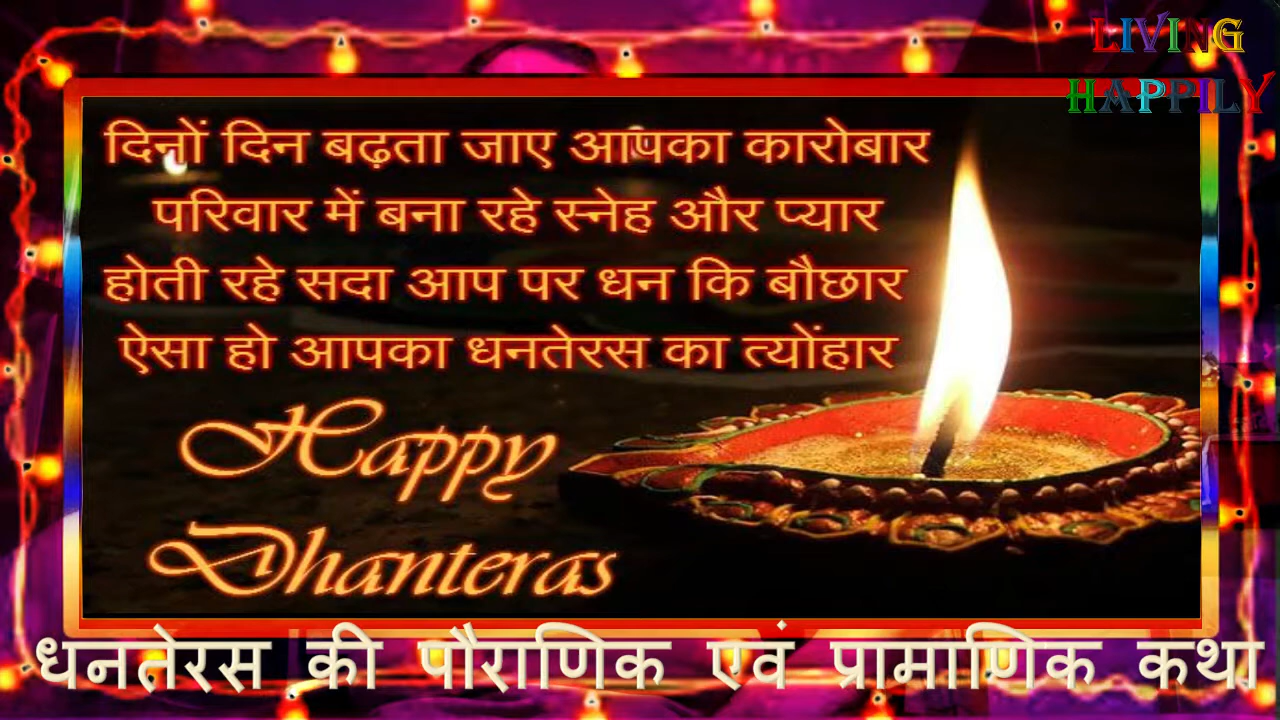 LIVING
HAPPILY
दिनों दिन बढ़ता जाए आपका कारोबार
परिवार में बना रहे स्नेह और प्यार
होती रहे सदा आप पर धन कि बौछार
ऐसा हो आपका धनतेरस का त्योंहार
Happy
Dhanteras
धनतेरस की पौराणिक एवं प्रामाणिक कथा